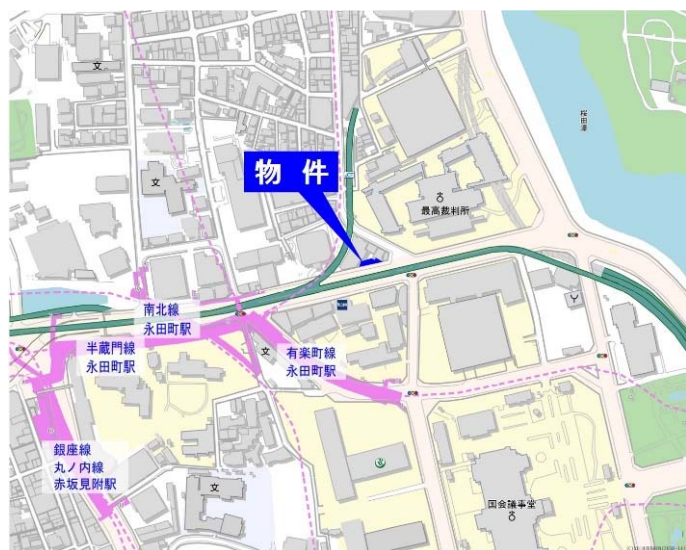 文
文
物 件
桜田濠
最高裁判所
南北線
永田町駅
半蔵門線
永田町駅
有楽町線
永田町駅
文
銀座線
丸ノ内線
赤坂見附駅
文
国会議事堂